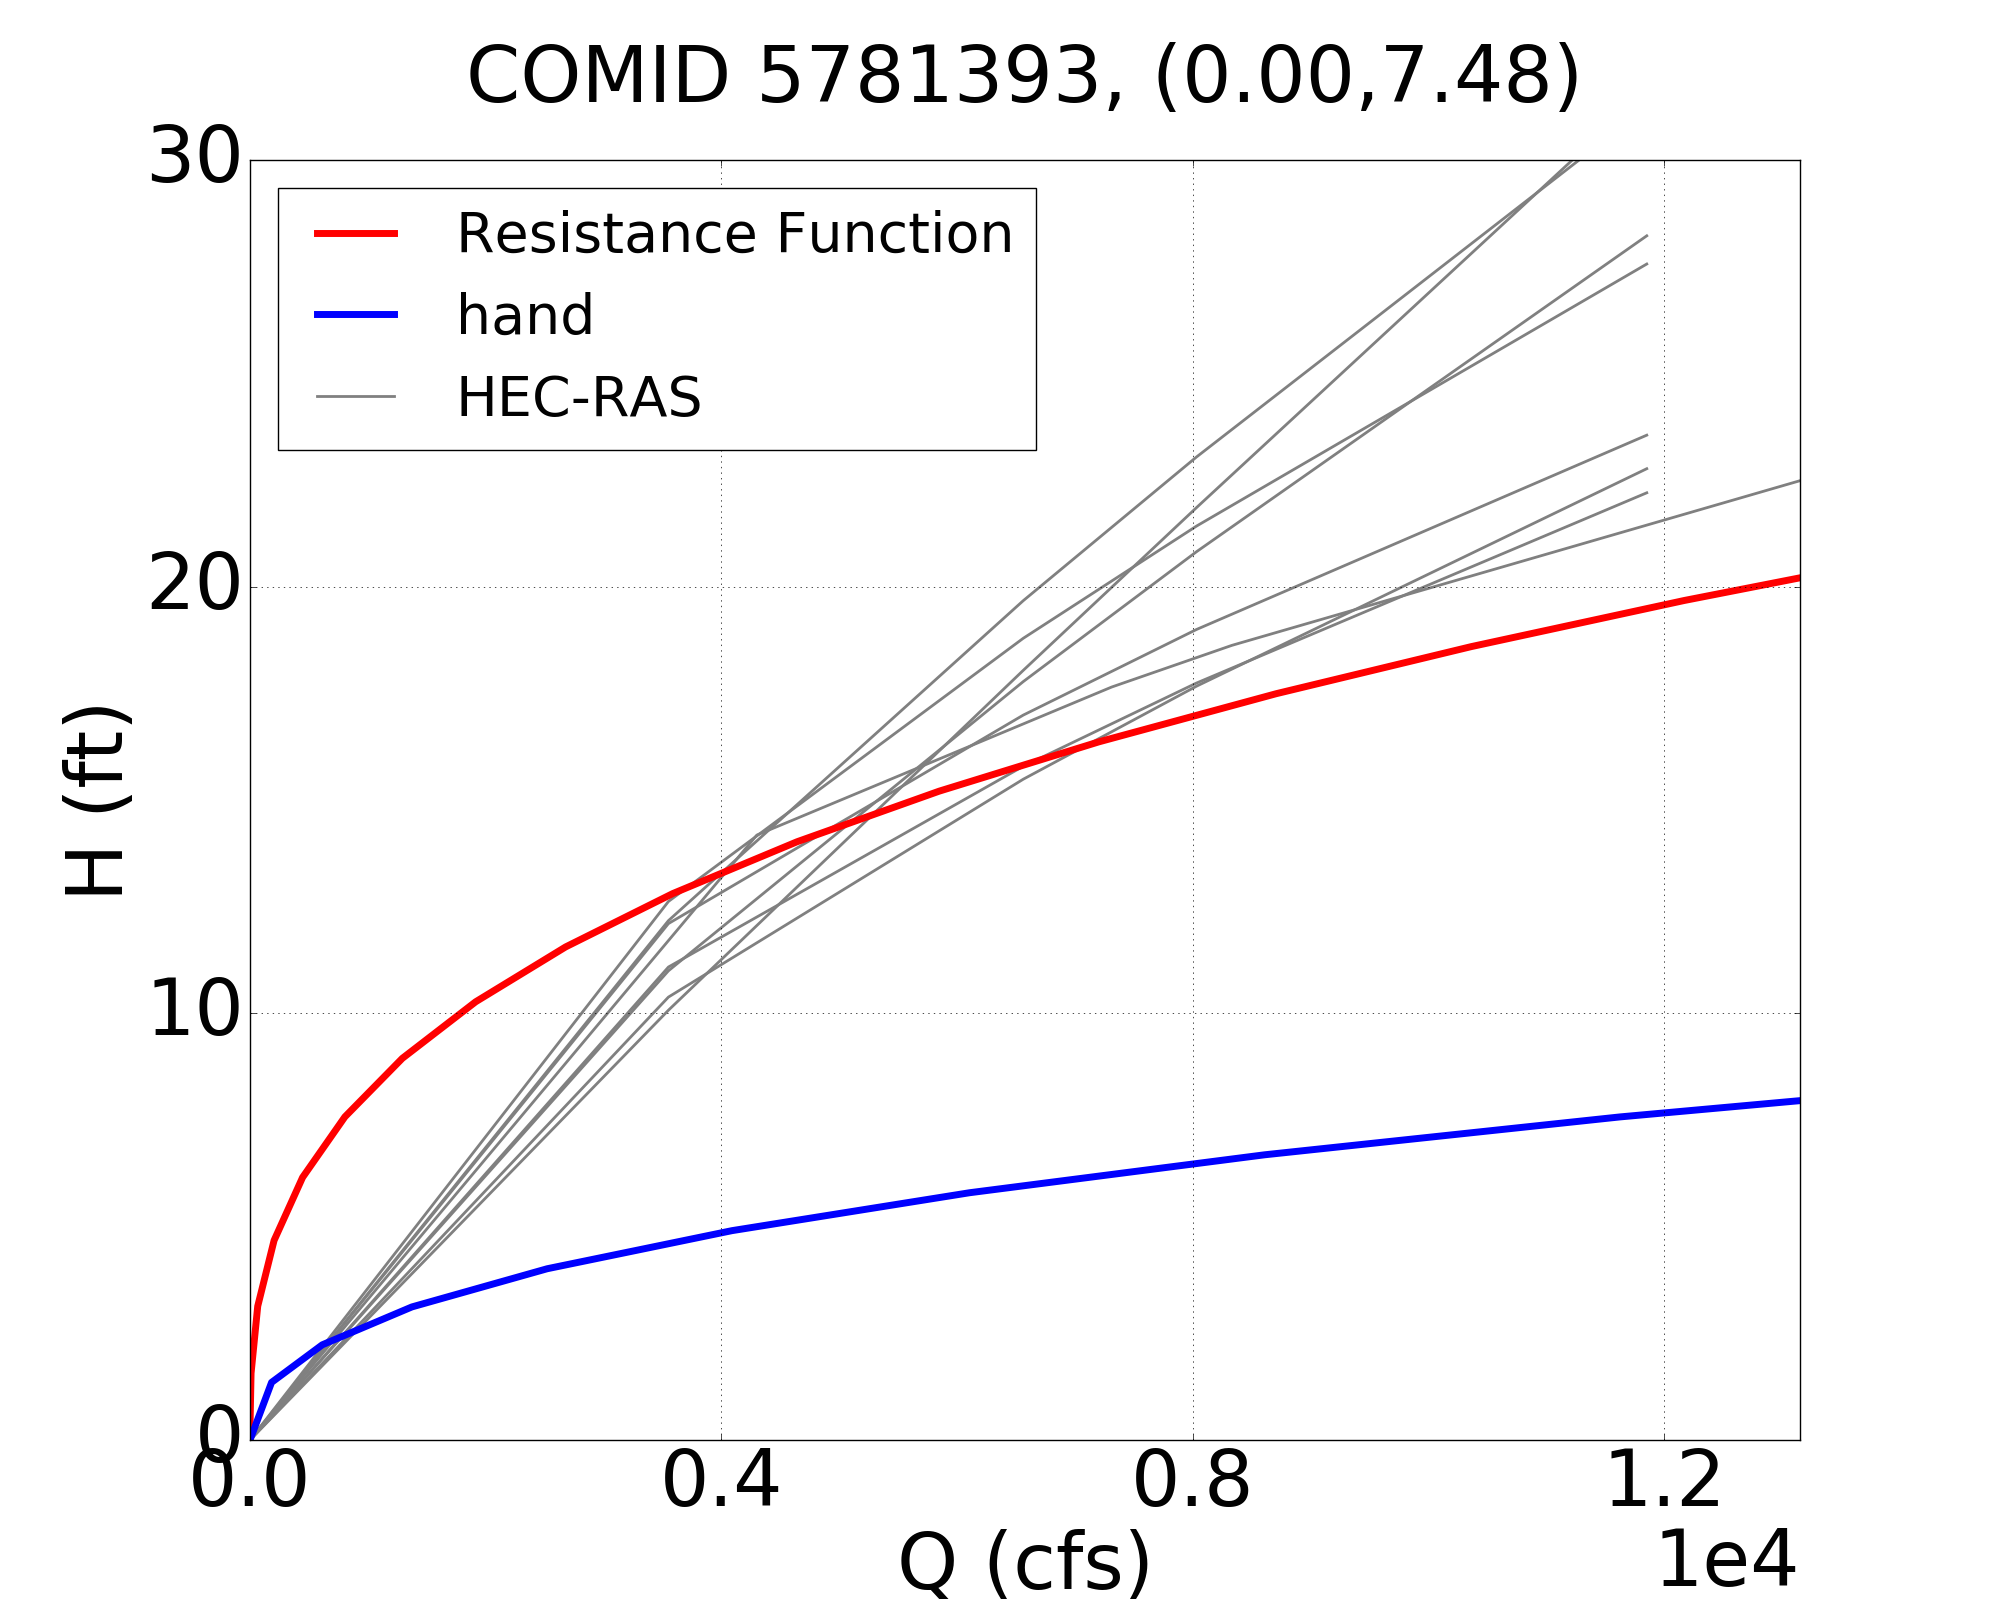 COMID 5781393, (0.00,7.48)
30
Resistance Function
hand
HEC-RAS
20
H (ft)
10
0
0.0 0.4 0.8 1.2
1e4
Q (cfs)